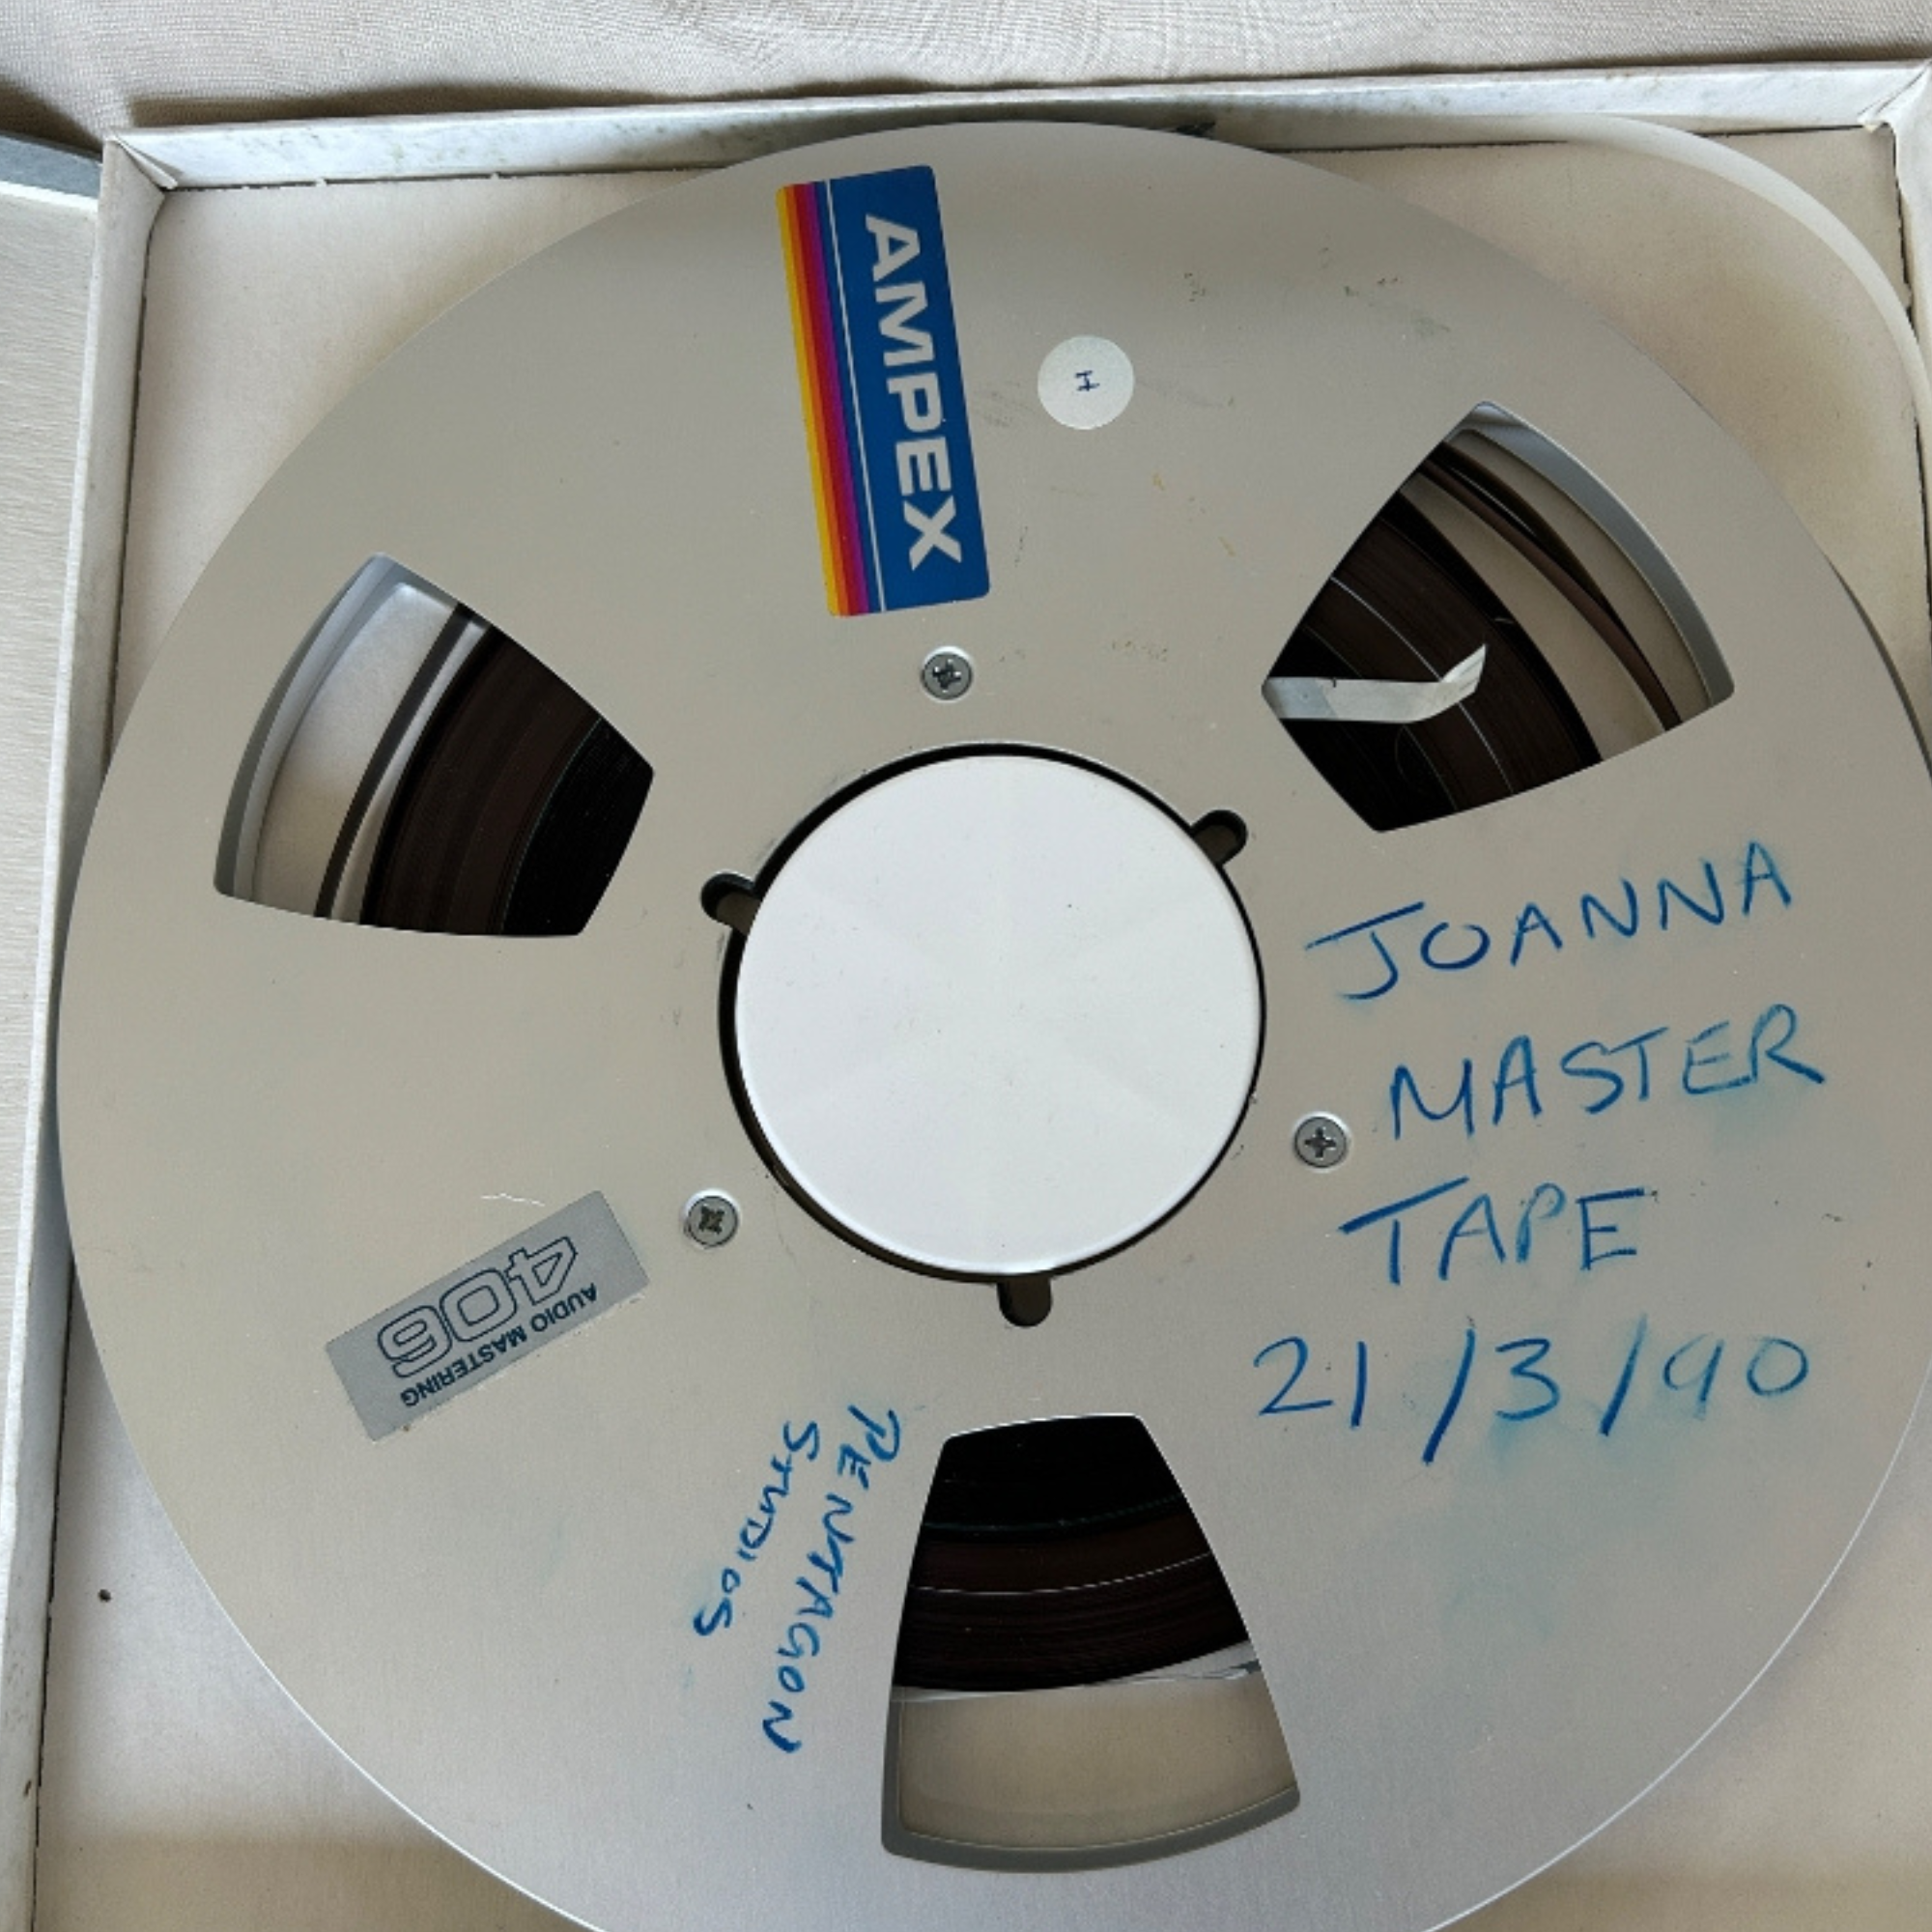 AMPEX
H
JOANNA
MASTER
TAPE
21/3/90
406
AUDIO MASTERING
PENTAGON
STUDIOS